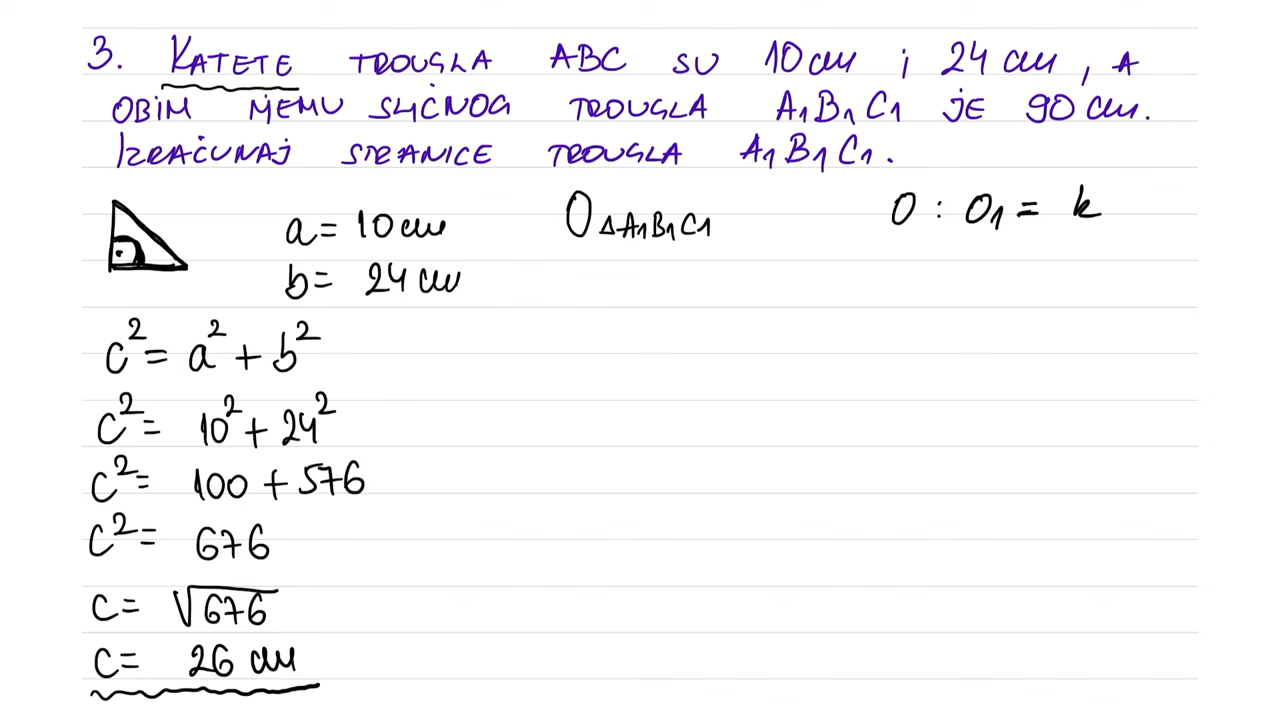 3. KATETE TROUGLA ABC SU 10 cm i 24 cm, A
OBIM NJEMU SLIČNOG TROUGLA A₁B₁C₁ JE 90 cm.
IZRAČUNAJ STRANICE TROUGLA A₁B₁C₁.
a = 10 cm
b = 24 cm
O△A₁B₁C₁
O : O₁ = k
c² = a² + b²
c² = 10² + 24²
c² = 100 + 576
c² = 676
c = √676
c = 26 cm